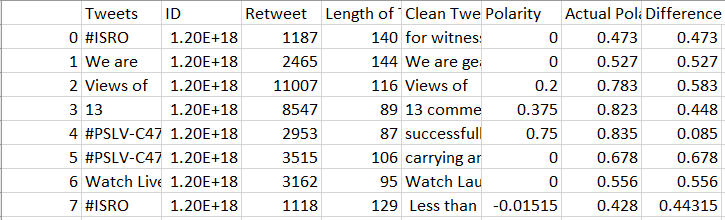 Tweets ID Retweet Length of Clean Twe Polarity Actual Pola Difference
0 #ISRO 1.20E+18 1187 140 for witness 0 0.473 0.473
1 We are 1.20E+18 2465 144 We are gea 0 0.527 0.527
2 Views of 1.20E+18 11007 116 Views of 0.2 0.783 0.583
3 13 1.20E+18 8547 89 13 comme 0.375 0.823 0.448
4 #PSLV-C47 1.20E+18 2953 87 successfull 0.75 0.835 0.085
5 #PSLV-C47 1.20E+18 3515 106 carrying an 0 0.678 0.678
6 Watch Live 1.20E+18 3162 95 Watch Lau 0 0.556 0.556
7 #ISRO 1.20E+18 1118 129 Less than -0.01515 0.428 0.44315